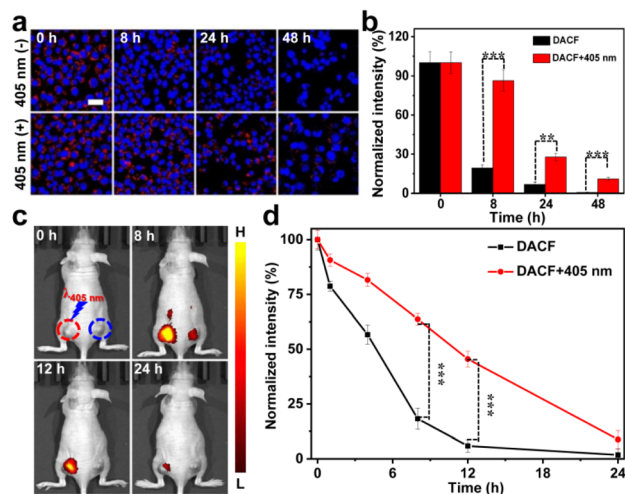 a
0 h
8 h
24 h
48 h
405 nm (-)
405 nm (+)
b
Normalized intensity (%)
120
90
60
30
0
DACF
DACF+405 nm
***
**
***
0
8
24
48
Time (h)
c
0 h
8 h
405 nm
12 h
24 h
H
L
d
Normalized intensity (%)
100
75
50
25
0
DACF
DACF+405 nm
***
***
0
6
12
18
24
Time (h)